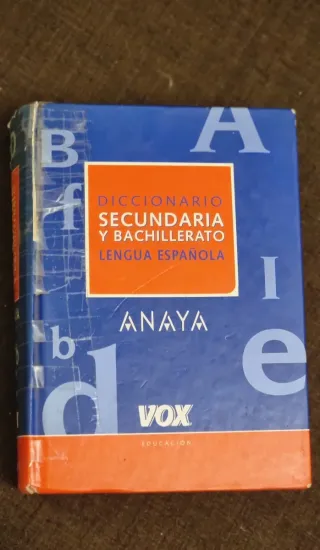 B
A
f
DICCIONARIO
SECUNDARIA
Y BACHILLERATO
LENGUA ESPAÑOLA
I
ANAYA
b
d
e
VOX
EDUCACIÓN